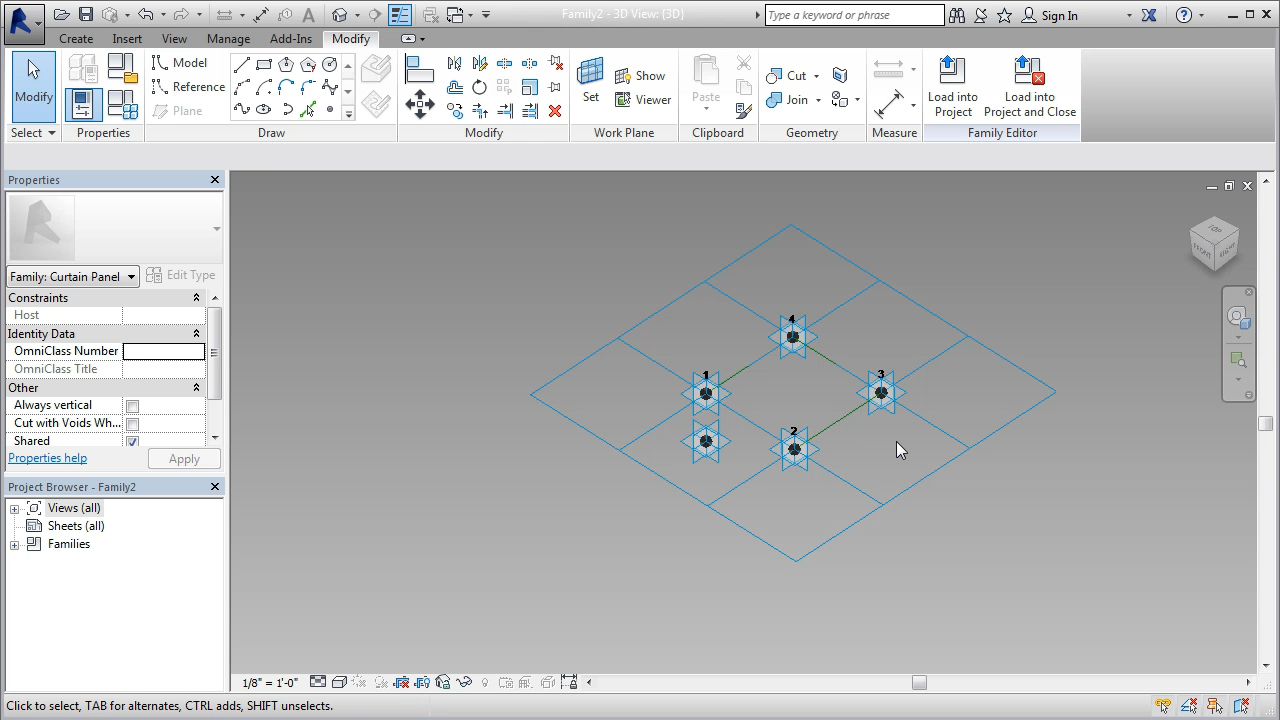 Family2 - 3D View: {3D}
Type a keyword or phrase
Sign In
Create Insert View Manage Add-Ins Modify
Modify
Model
Reference
Plane
Set
Show
Viewer
Paste
Cut
Join
Load into
Project
Load into
Project and Close
Select Properties Draw Modify Work Plane Clipboard Geometry Measure Family Editor
Properties
Family: Curtain Panel
Edit Type
Constraints
Host
Identity Data
OmniClass Number
OmniClass Title
Other
Always vertical
Cut with Voids Wh...
Shared
Properties help
Apply
Project Browser - Family2
Views (all)
Sheets (all)
Families
4
1
3
2
TOP
FRONT
RIGHT
1/8" = 1'-0"
Click to select, TAB for alternates, CTRL adds, SHIFT unselects.
:0